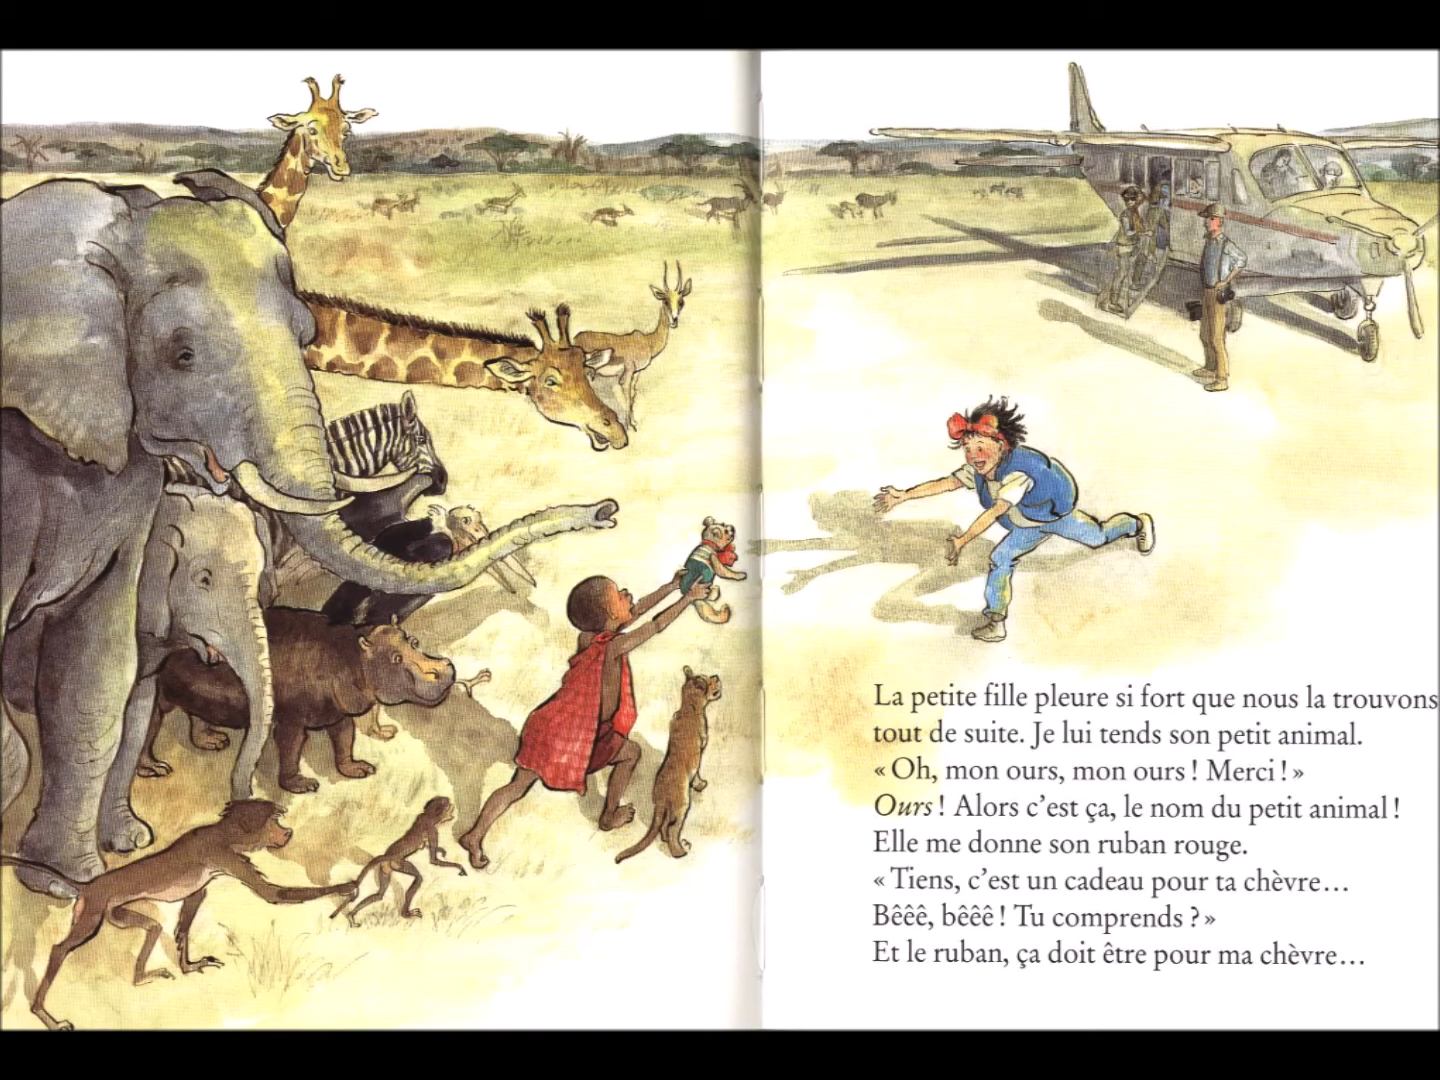 La petite fille pleure si fort que nous la trouvons
tout de suite. Je lui tends son petit animal.
« Oh, mon ours, mon ours ! Merci ! »
Ours ! Alors c’est ça, le nom du petit animal !
Elle me donne son ruban rouge.
« Tiens, c’est un cadeau pour ta chèvre…
Bêêê, bêêê ! Tu comprends ? »
Et le ruban, ça doit être pour ma chèvre…